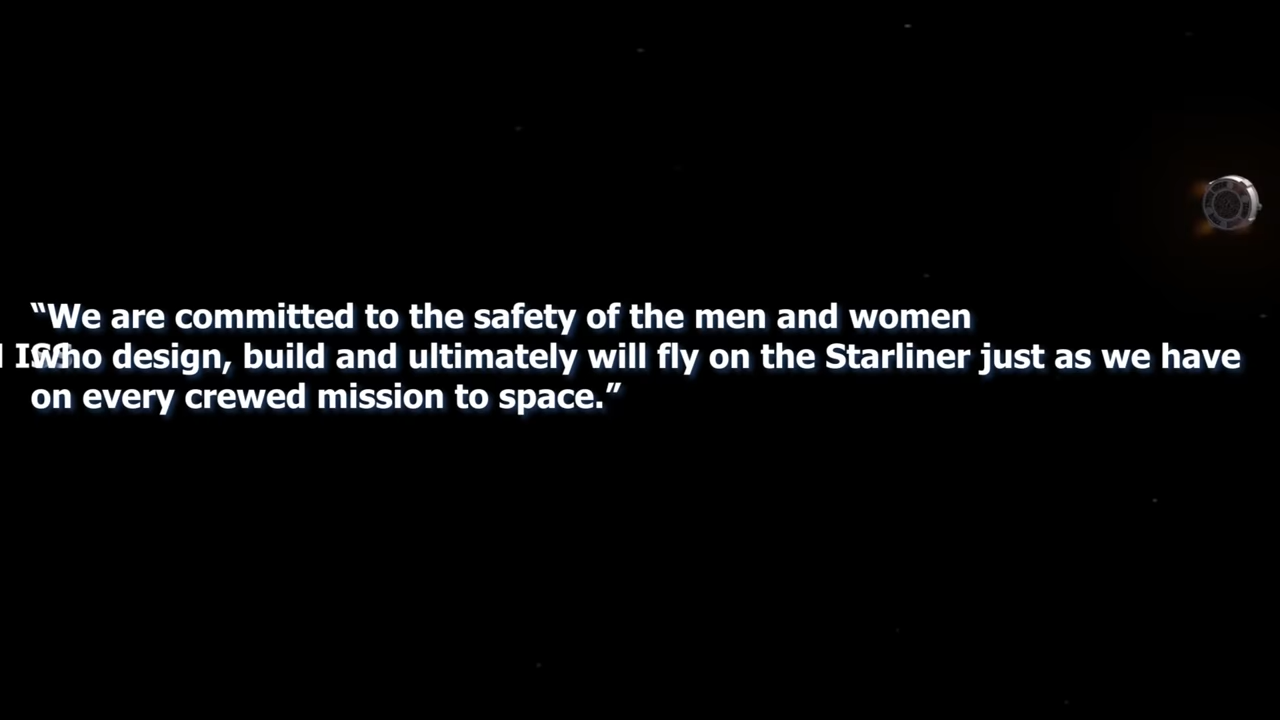 “We are committed to the safety of the men and women
who design, build and ultimately will fly on the Starliner just as we have
on every crewed mission to space.”
ISS